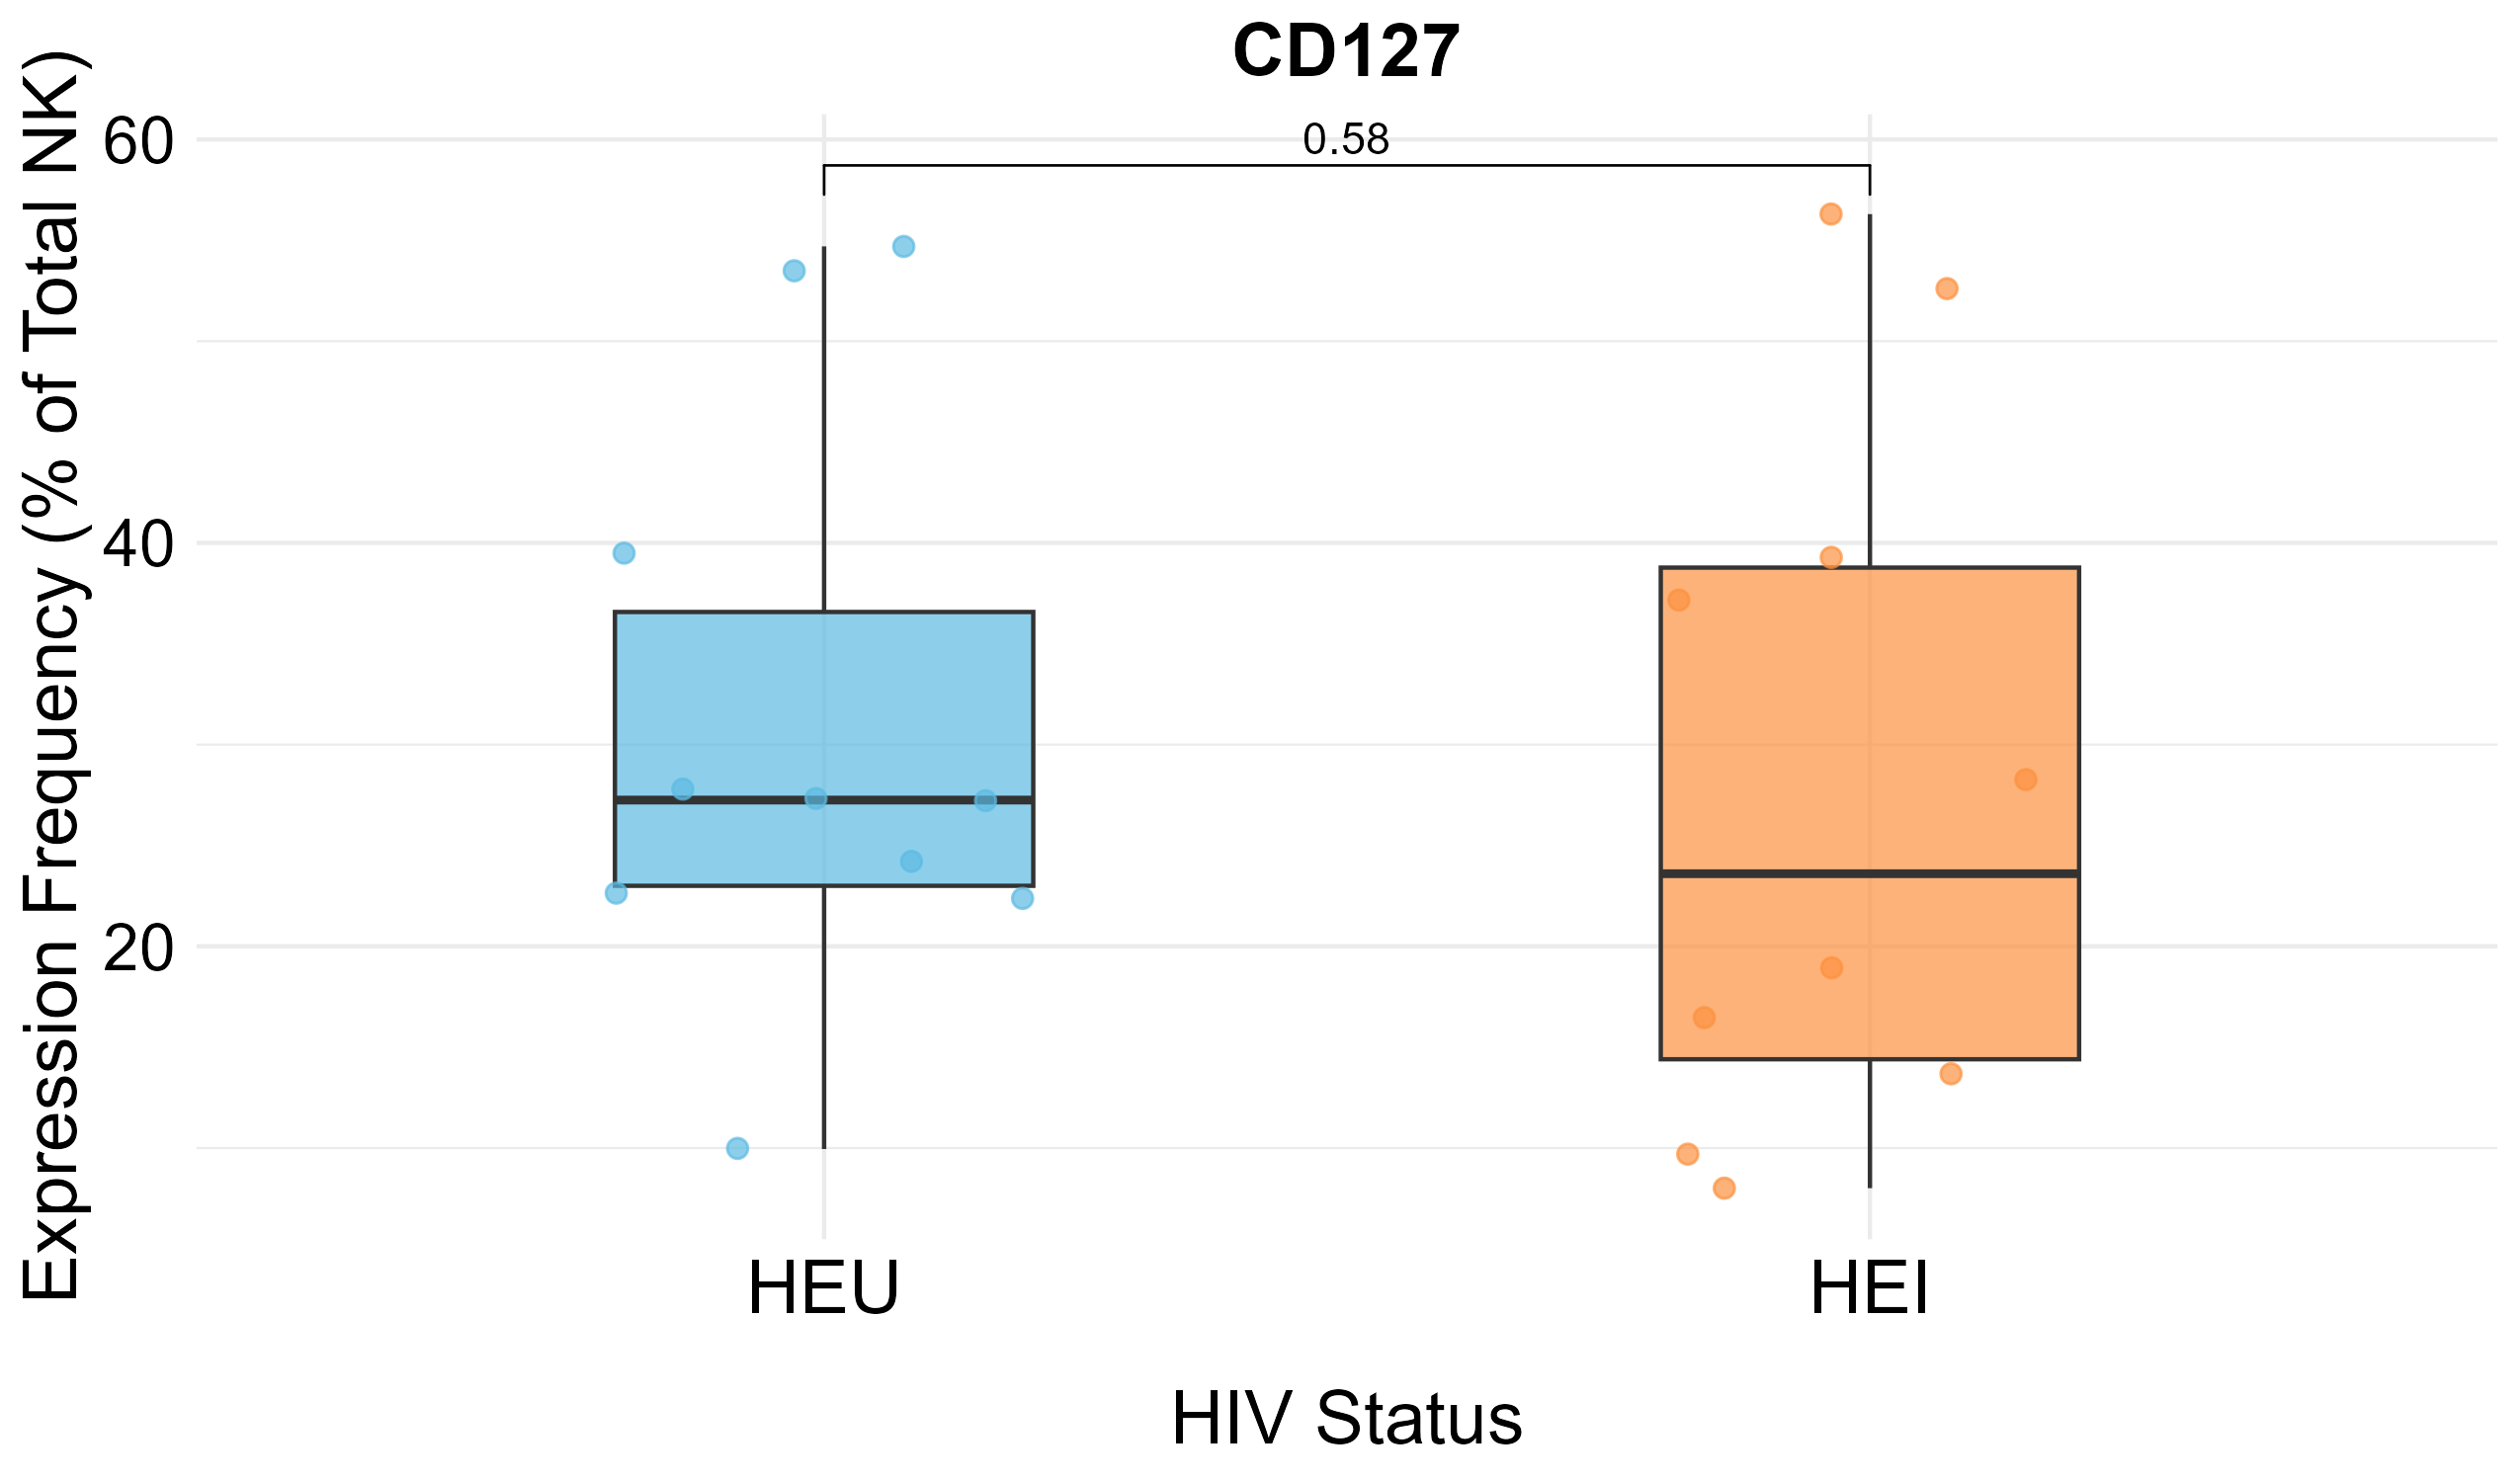 CD127
Expression Frequency (% of Total NK)
60
40
20
0.58
HEU
HEI
HIV Status